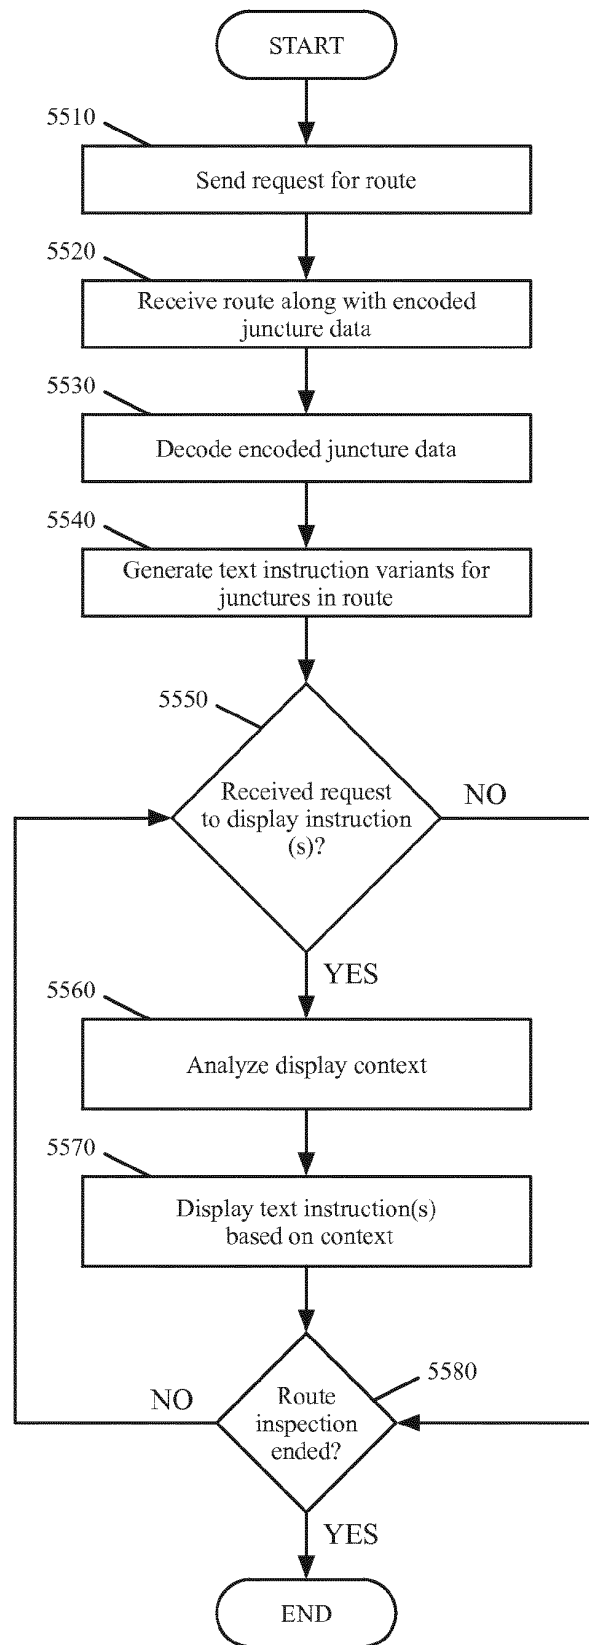 START
5510
Send request for route
5520
Receive route along with encoded
juncture data
5530
Decode encoded juncture data
5540
Generate text instruction variants for
junctures in route
5550
Received request
to display instruction
(s)?
NO
YES
5560
Analyze display context
5570
Display text instruction(s)
based on context
5580
NO
Route
inspection
ended?
YES
END